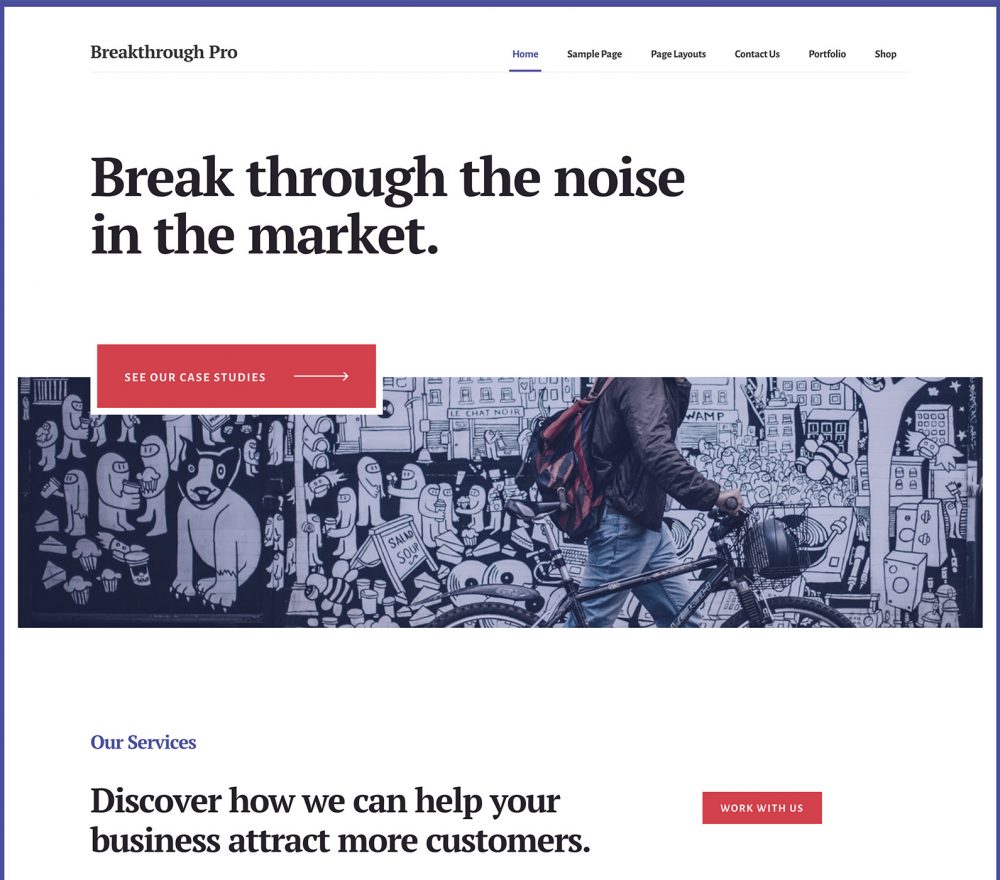 Breakthrough Pro
Home Sample Page Page Layouts Contact Us Portfolio Shop
Break through the noise
in the market.
SEE OUR CASE STUDIES
LE CHAT NOIR
WAMP
SALAD
SOUP
Our Services
Discover how we can help your
business attract more customers.
WORK WITH US